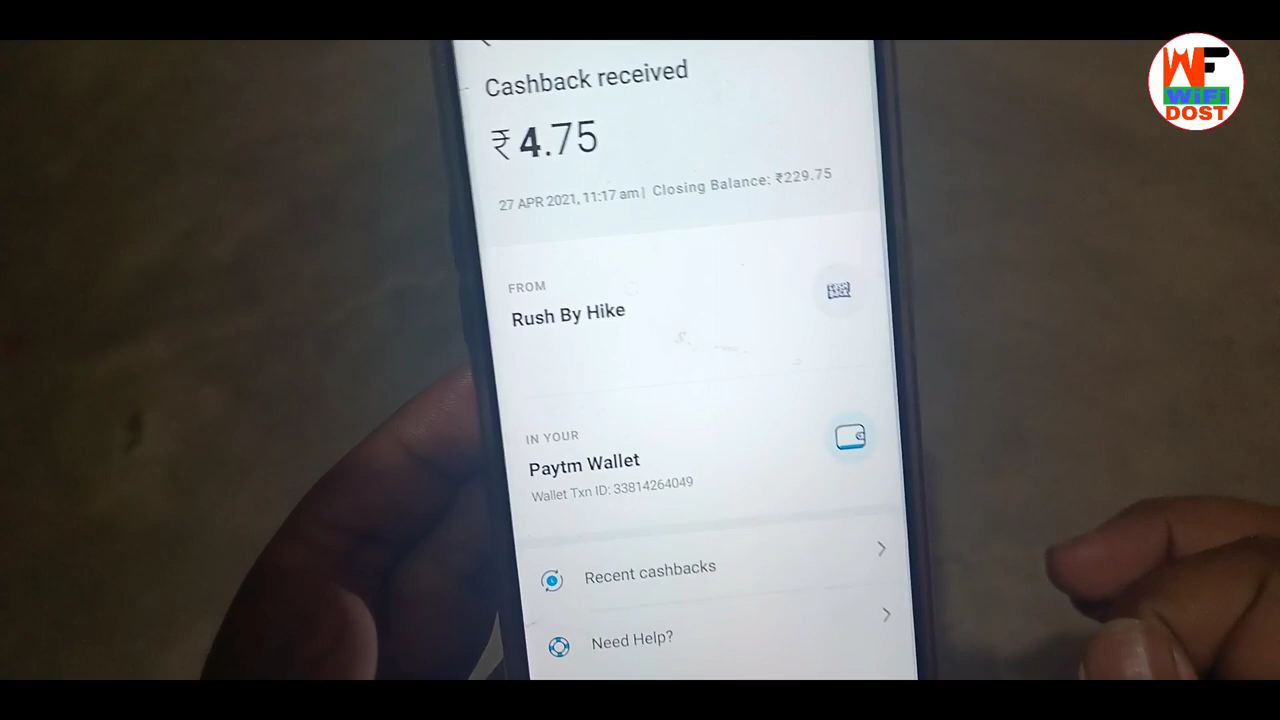 Cashback received
₹4.75
27 APR 2021, 11:17 am | Closing Balance: ₹229.75
FROM
Rush By Hike
IN YOUR
Paytm Wallet
Wallet Txn ID: 33814264049
Recent cashbacks
Need Help?
WF
WiFi
DOST